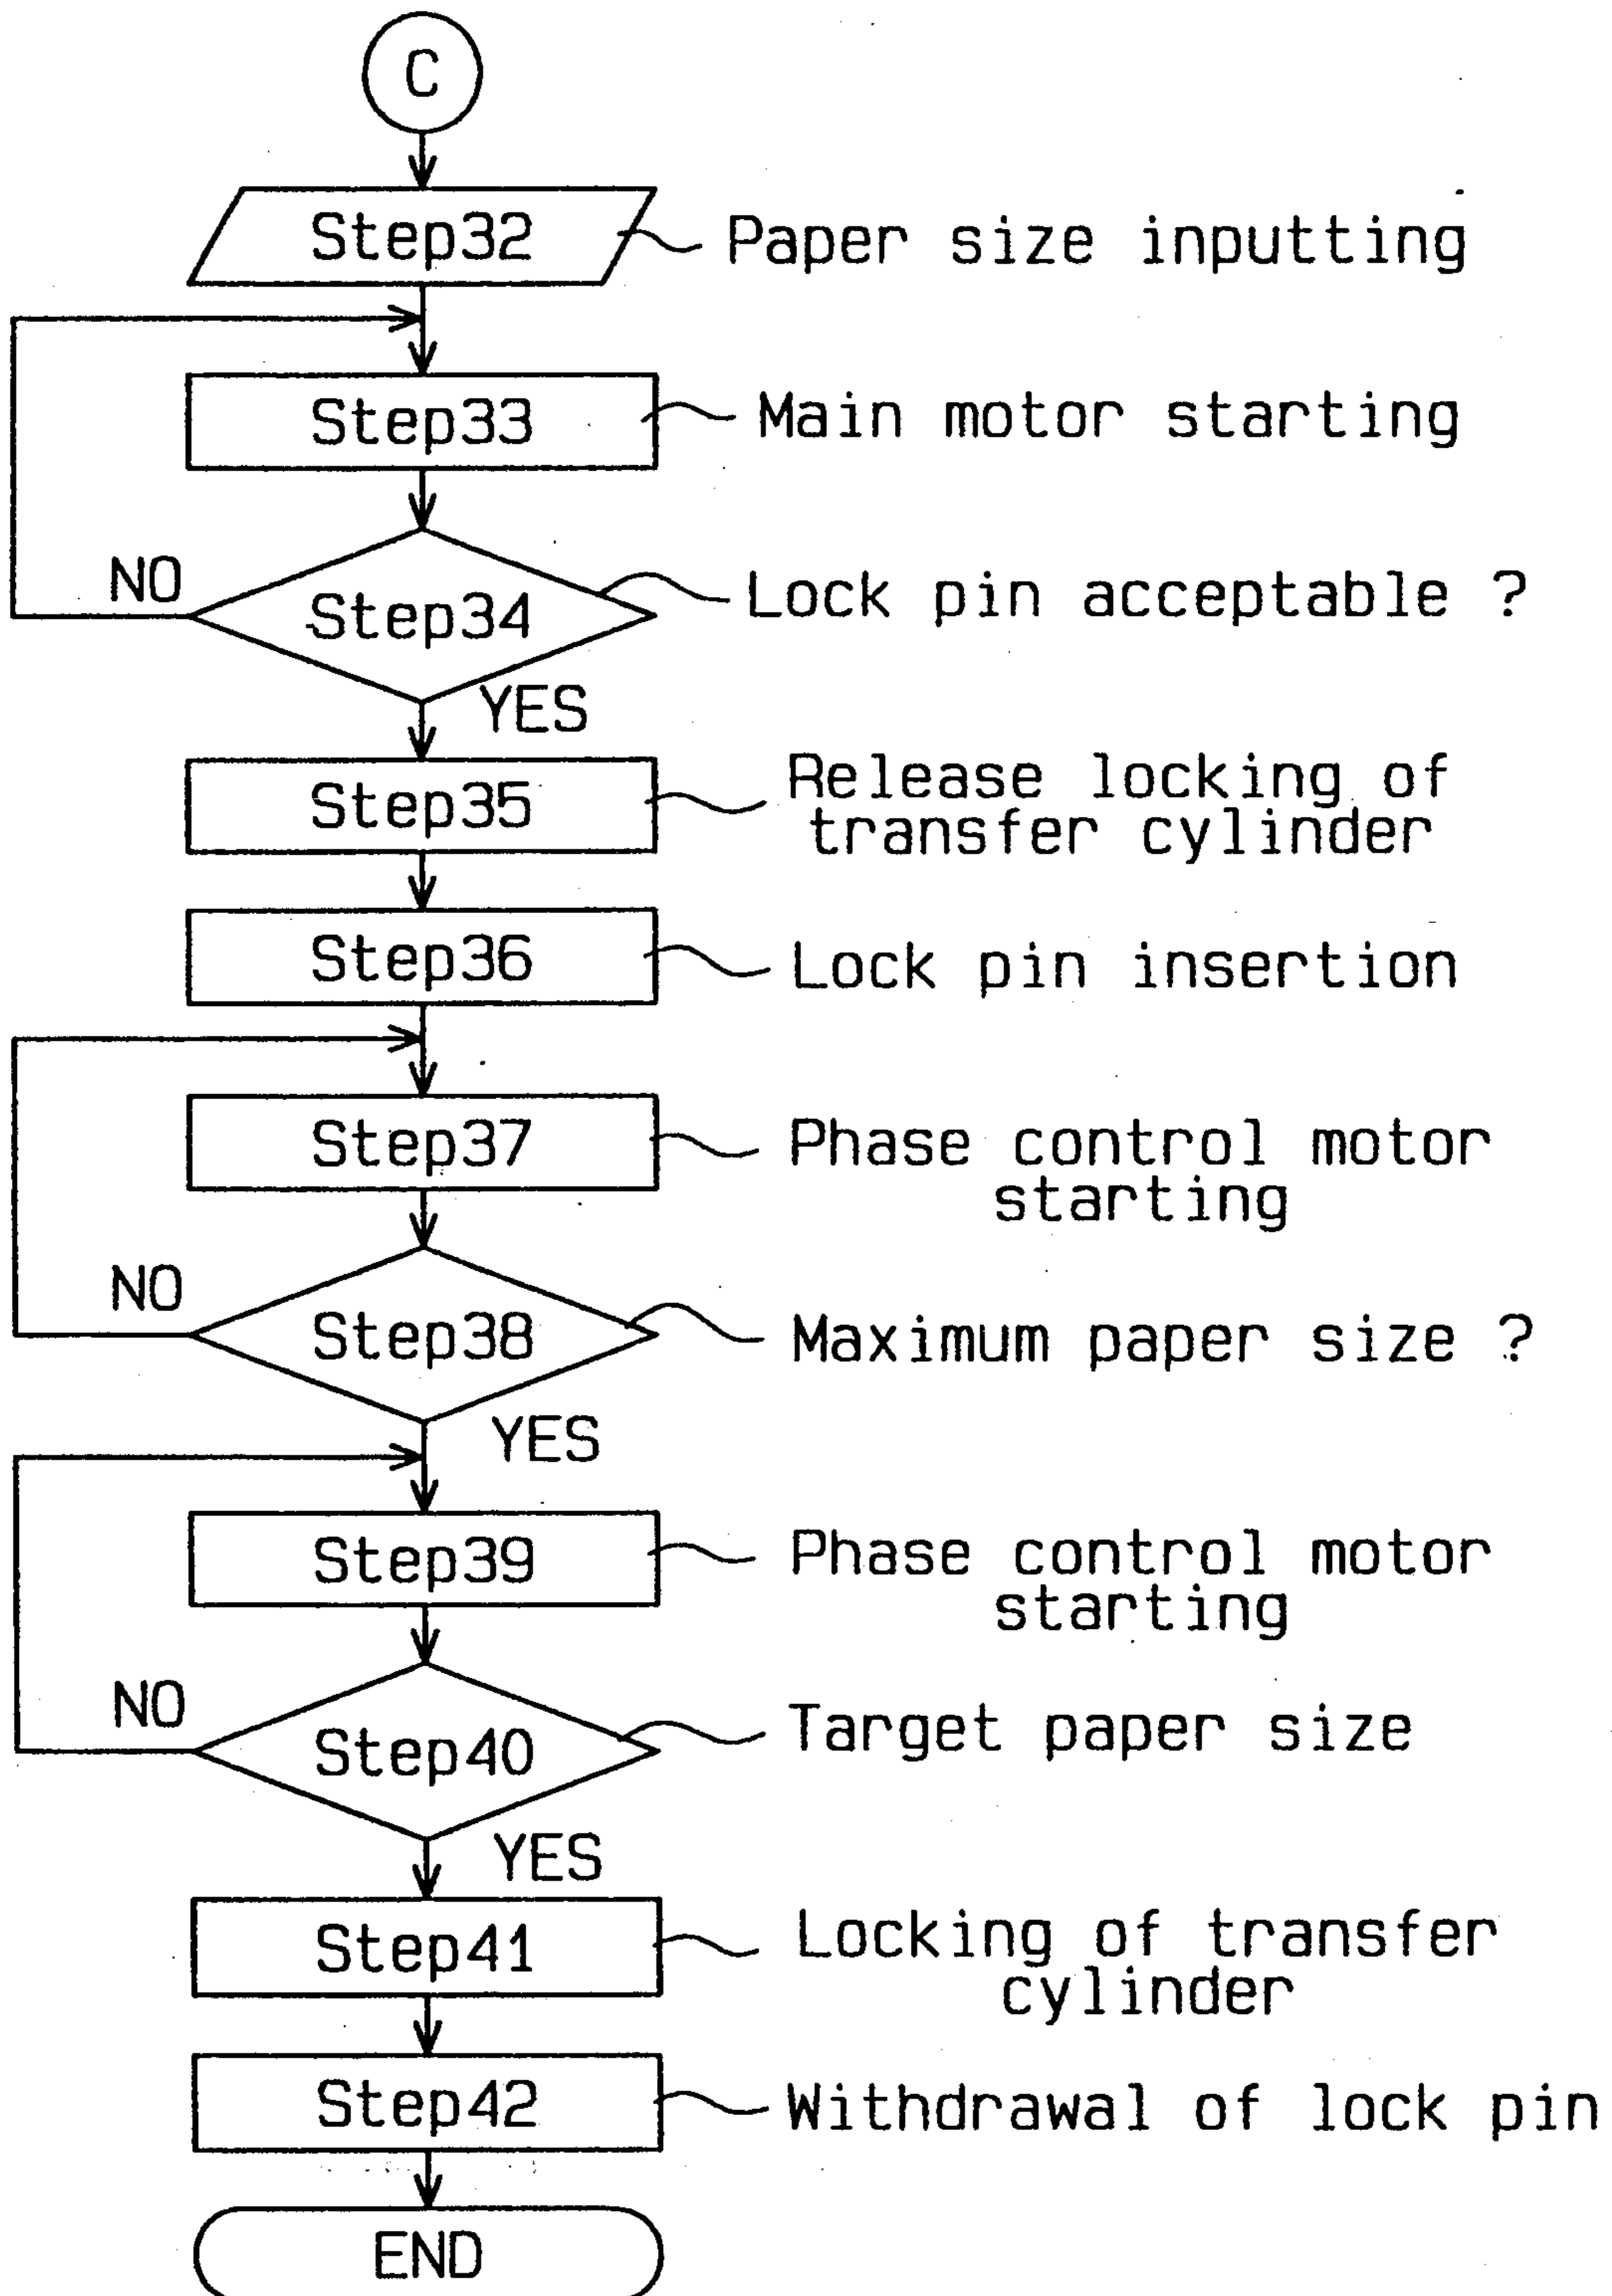 C
Step32
Paper size inputting
Step33
Main motor starting
NO
Step34
Lock pin acceptable ?
YES
Step35
Release locking of
transfer cylinder
Step36
Lock pin insertion
Step37
Phase control motor
starting
NO
Step38
Maximum paper size ?
YES
Step39
Phase control motor
starting
NO
Step40
Target paper size
YES
Step41
Locking of transfer
cylinder
Step42
Withdrawal of lock pin
END